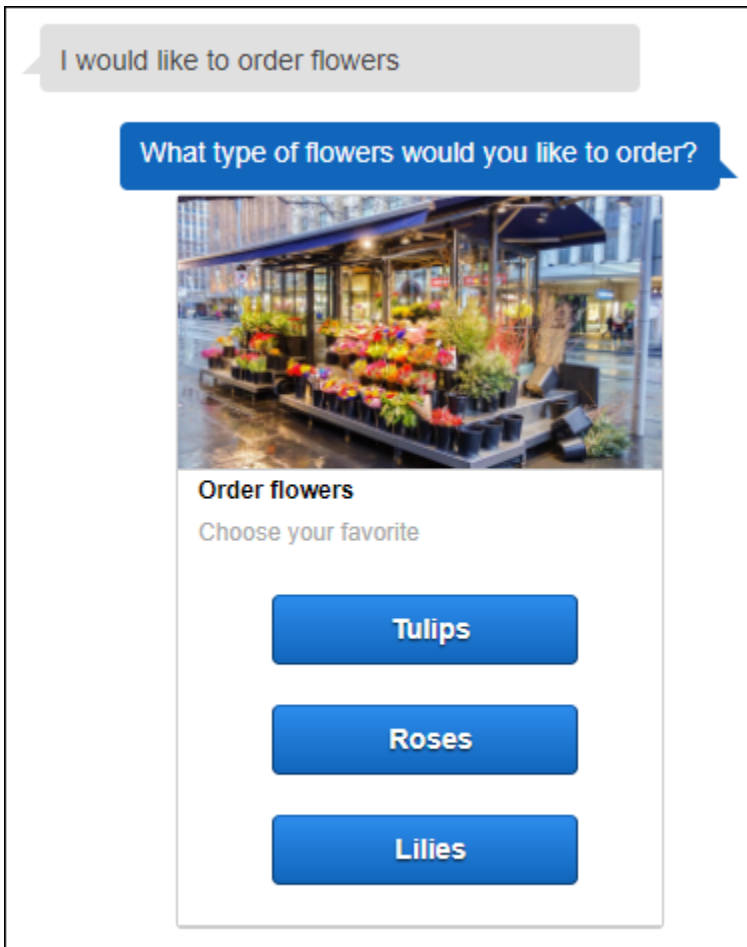 I would like to order flowers
What type of flowers would you like to order?
Order flowers
Choose your favorite
Tulips
Roses
Lilies